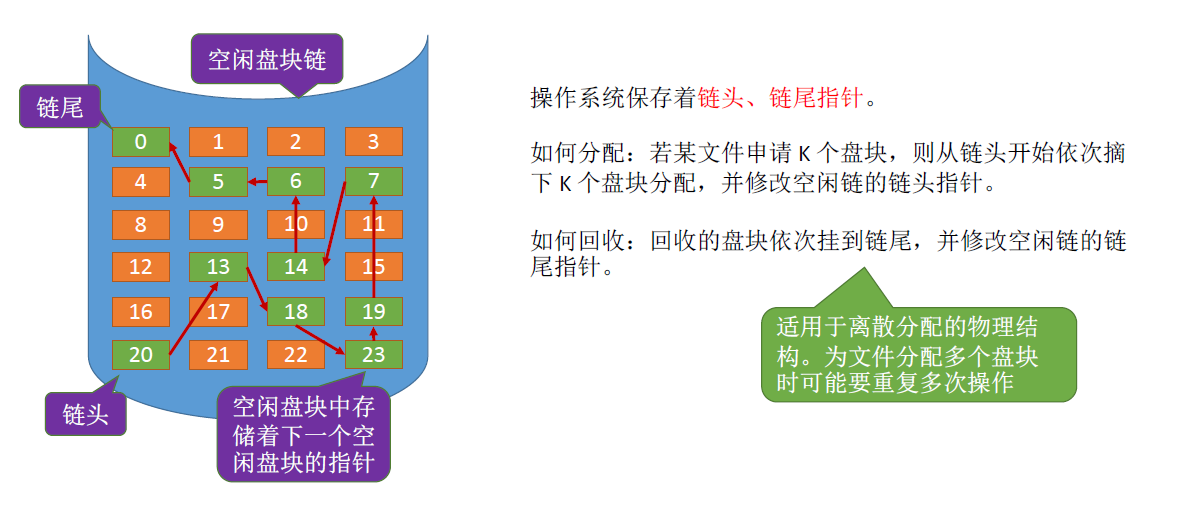 空闲盘块链
链尾
0 1 2 3
4 5 6 7
8 9 10 11
12 13 14 15
16 17 18 19
20 21 22 23
链头
空闲盘块中存
储着下一个空
闲盘块的指针
操作系统保存着链头、链尾指针。
如何分配：若某文件申请 K 个盘块，则从链头开始依次摘
下 K 个盘块分配，并修改空闲链的链头指针。
如何回收：回收的盘块依次挂到链尾，并修改空闲链的链
尾指针。
适用于离散分配的物理结
构。为文件分配多个盘块
时可能要重复多次操作